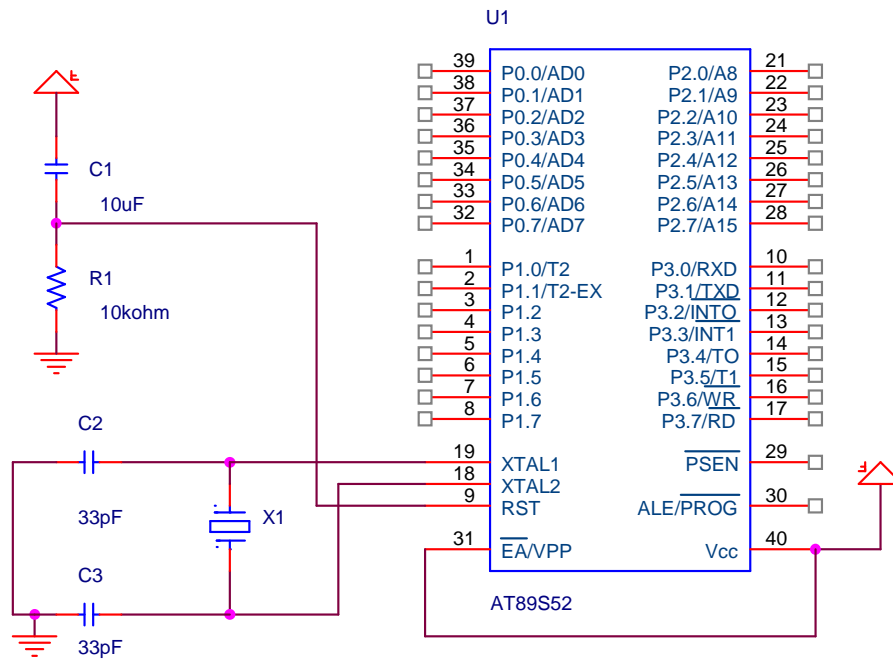 U1
39 P0.0/AD0 P2.0/A8 21
38 P0.1/AD1 P2.1/A9 22
37 P0.2/AD2 P2.2/A10 23
36 P0.3/AD3 P2.3/A11 24
35 P0.4/AD4 P2.4/A12 25
34 P0.5/AD5 P2.5/A13 26
33 P0.6/AD6 P2.6/A14 27
32 P0.7/AD7 P2.7/A15 28
1 P1.0/T2 P3.0/RXD 10
2 P1.1/T2-EX P3.1/TXD 11
3 P1.2 P3.2/INTO 12
4 P1.3 P3.3/INT1 13
5 P1.4 P3.4/TO 14
6 P1.5 P3.5/T1 15
7 P1.6 P3.6/WR 16
8 P1.7 P3.7/RD 17
19 XTAL1 PSEN 29
18 XTAL2
9 RST ALE/PROG 30
31 EA/VPP Vcc 40
AT89S52
C1
10uF
R1
10kohm
C2
33pF
X1
C3
33pF